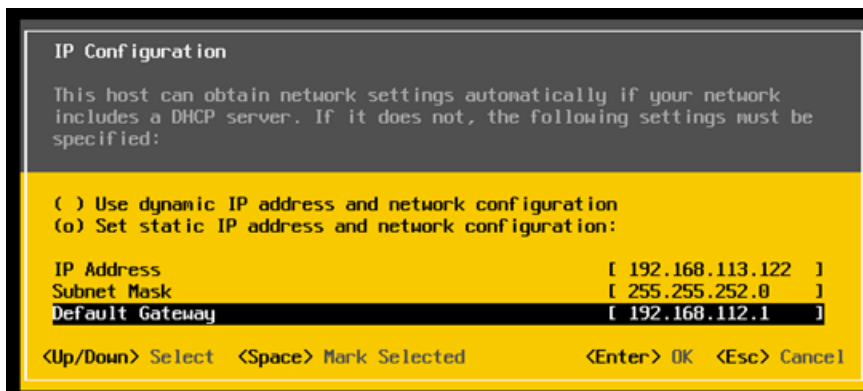 IP Configuration
This host can obtain network settings automatically if your network
includes a DHCP server. If it does not, the following settings must be
specified:
( ) Use dynamic IP address and network configuration
(o) Set static IP address and network configuration:
IP Address [ 192.168.113.122 ]
Subnet Mask [ 255.255.252.0 ]
Default Gateway [ 192.168.112.1 ]
<Up/Down> Select <Space> Mark Selected <Enter> OK <Esc> Cancel